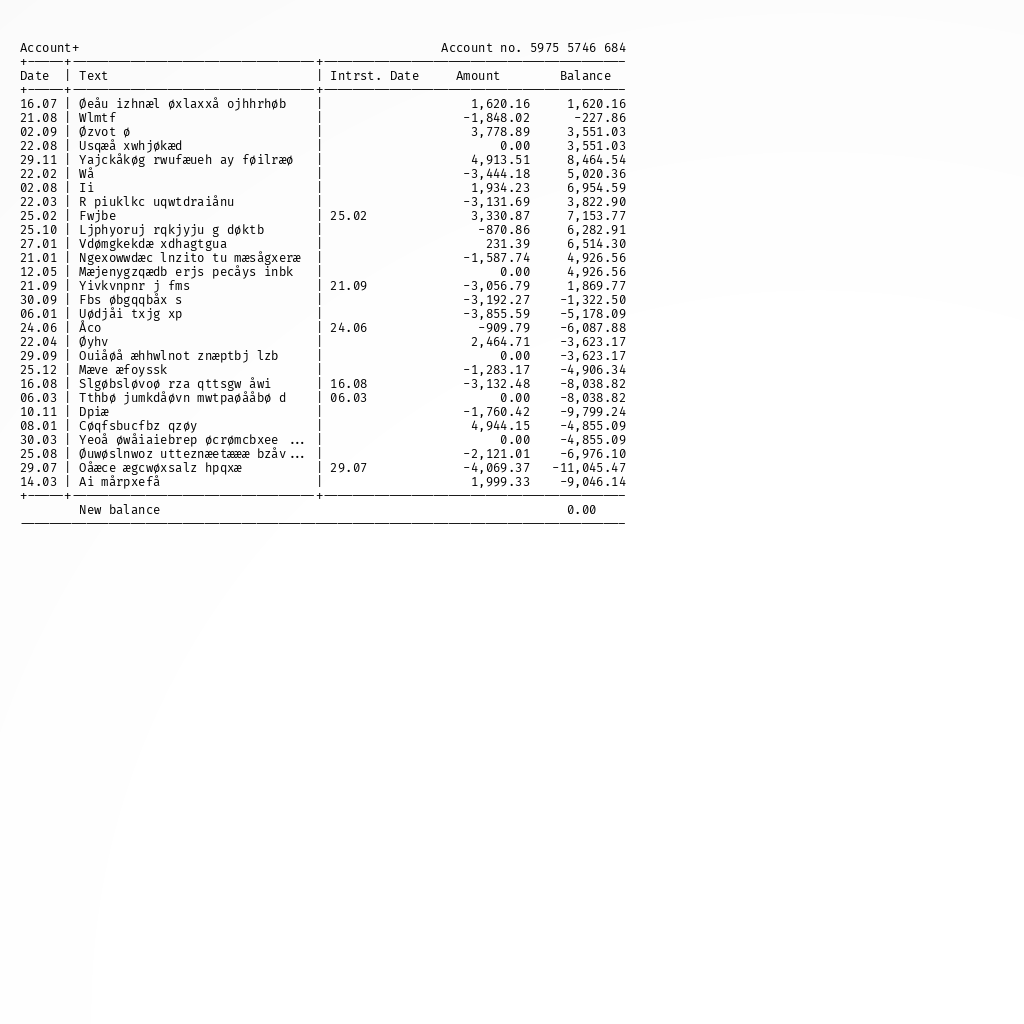 Account+ Account no. 5975 5746 684
Date | Text | Intrst. Date Amount Balance
16.07 | Øeåu izhnæl øxlaxxå ojhhrhøb | 1,620.16 1,620.16
21.08 | Wlmtf | -1,848.02 -227.86
02.09 | Øzvot ø | 3,778.89 3,551.03
22.08 | Usqæå xwhjøkæd | 0.00 3,551.03
29.11 | Yajckåkøg rwufæueh ay føilræø | 4,913.51 8,464.54
22.02 | Wå | -3,444.18 5,020.36
02.08 | Ii | 1,934.23 6,954.59
22.03 | R piuklkc uqwtdraiånu | -3,131.69 3,822.90
25.02 | Fwjbe | 25.02 3,330.87 7,153.77
25.10 | Ljphyoruj rqkjyju g døktb | -870.86 6,282.91
27.01 | Vdømgkekdæ xdhagtgua | 231.39 6,514.30
21.01 | Ngexowwdæc lnzito tu mæsågxeræ | -1,587.74 4,926.56
12.05 | Mæjenygzqædb erjs pecåys inbk | 0.00 4,926.56
21.09 | Yivkvnpnr j fms | 21.09 -3,056.79 1,869.77
30.09 | Fbs øbgqqbåx s | -3,192.27 -1,322.50
06.01 | Uødjåi txjg xp | -3,855.59 -5,178.09
24.06 | Åco | 24.06 -909.79 -6,087.88
22.04 | Øyhv | 2,464.71 -3,623.17
29.09 | Ouiåøå æhhwlnot znæptbj lzb | 0.00 -3,623.17
25.12 | Mæve æfoyssk | -1,283.17 -4,906.34
16.08 | Slgøbsløvoø rza qttsgw åwi | 16.08 -3,132.48 -8,038.82
06.03 | Tthbø jumkdåøvn mwtpaøååbø d | 06.03 0.00 -8,038.82
10.11 | Dpiæ | -1,760.42 -9,799.24
08.01 | Cøqfsbucfbz qzøy | 4,944.15 -4,855.09
30.03 | Yeoå øwåiaiebrep øcrømcbxee ... | 0.00 -4,855.09
25.08 | Øuwøslnwoz utteznæetæææ bzåv... | -2,121.01 -6,976.10
29.07 | Oåæce ægcwøxsalz hpqxæ | 29.07 -4,069.37 -11,045.47
14.03 | Ai mårpxefå | 1,999.33 -9,046.14
New balance 0.00